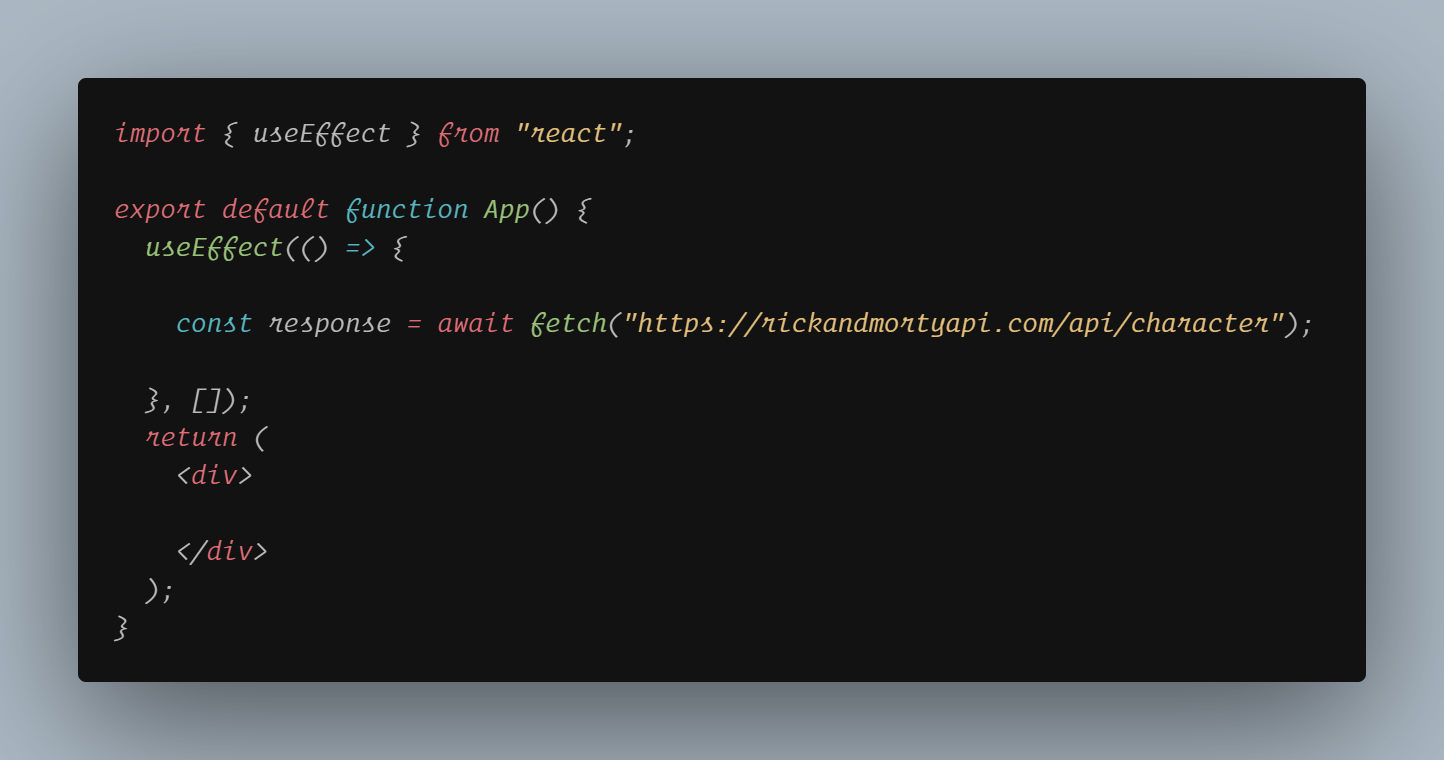 import { useEffect } from "react";
export default function App() {
useEffect(() => {
const response = await fetch("https://rickandmortyapi.com/api/character");
}, []);
return (
<div>
</div>
);
}